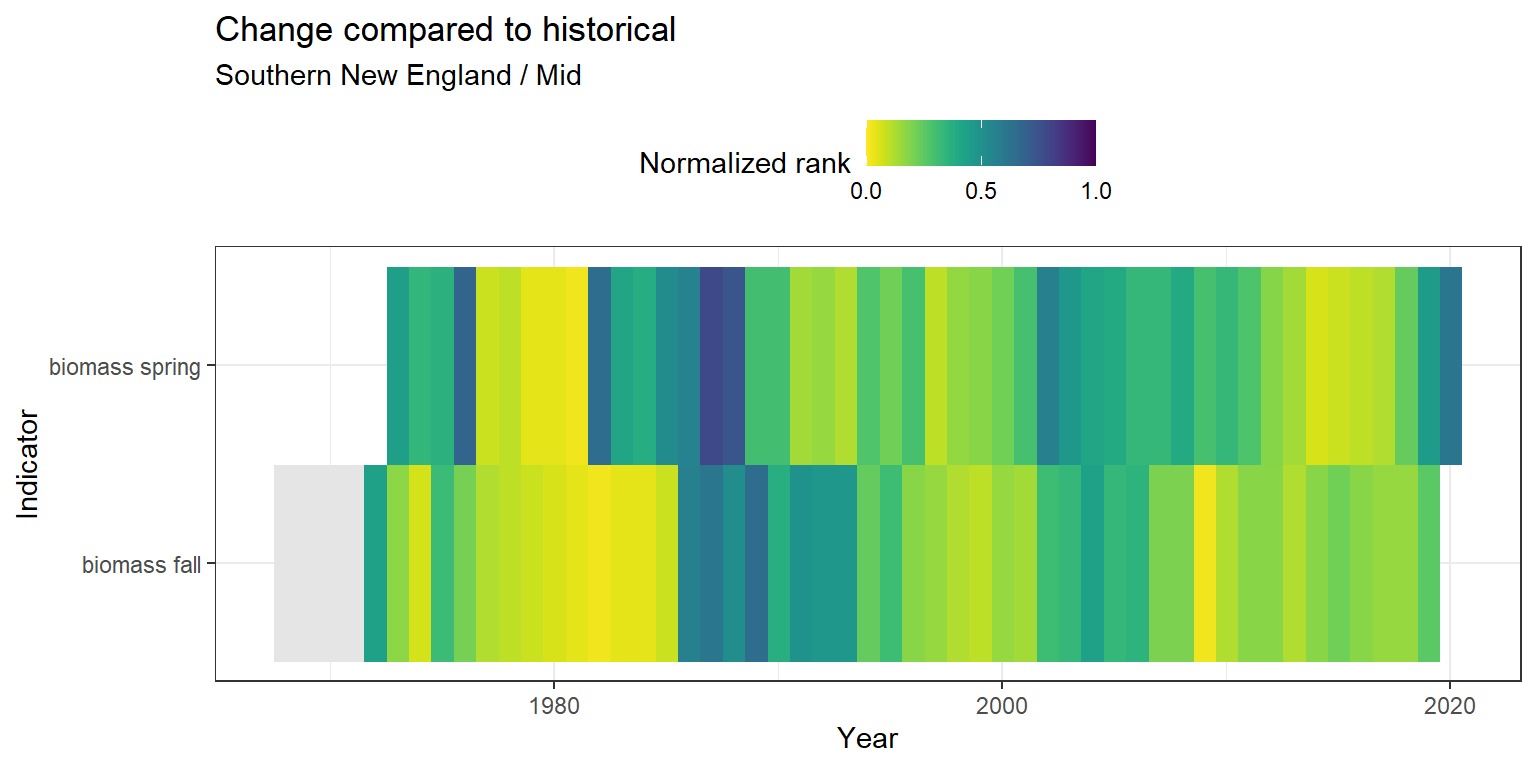 Change compared to historical
Southern New England / Mid
Normalized rank
0.0 0.5 1.0
Indicator
biomass spring
biomass fall
1980 2000 2020
Year